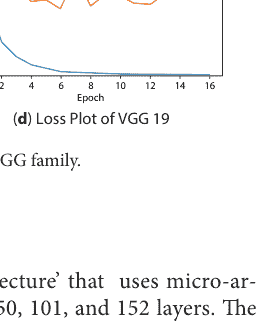 2 4 6 8 10 12 14 16
Epoch
(d) Loss Plot of VGG 19
GG family.
ecture’ that uses micro-ar-
50, 101, and 152 layers. The